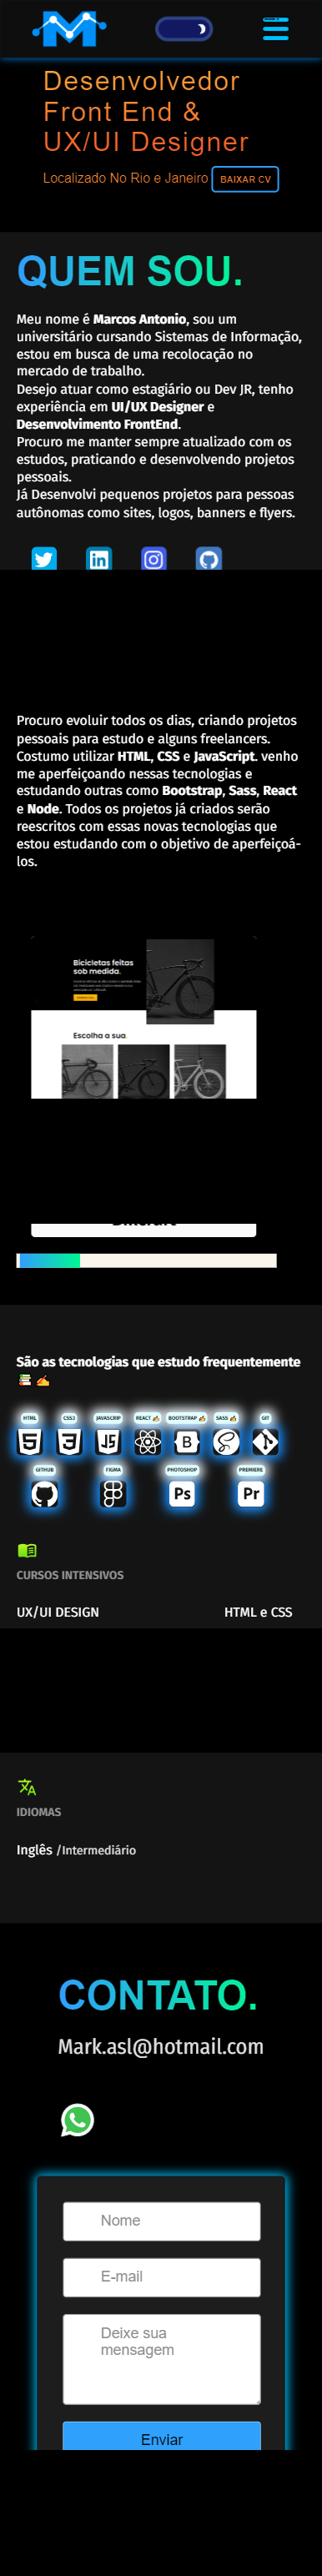 Desenvolvedor
Front End &
UX/UI Designer
Localizado No Rio e Janeiro BAIXAR CV
QUEM SOU.
Meu nome é Marcos Antonio, sou um
universitário cursando Sistemas de Informação,
estou em busca de uma recolocação no
mercado de trabalho.
Desejo atuar como estagiário ou Dev JR, tenho
experiência em UI/UX Designer e
Desenvolvimento FrontEnd.
Procuro me manter sempre atualizado com os
estudos, praticando e desenvolvendo projetos
pessoais.
Já Desenvolvi pequenos projetos para pessoas
autônomas como sites, logos, banners e flyers.
Procuro evoluir todos os dias, criando projetos
pessoais para estudo e alguns freelancers.
Costumo utilizar HTML, CSS e JavaScript. venho
me aperfeiçoando nessas tecnologias e
estudando outras como Bootstrap, Sass, React
e Node. Todos os projetos já criados serão
reescritos com essas novas tecnologias que
estou estudando com o objetivo de aperfeiçoá-
los.
Bicicletas feitas
sob medida.
Escolha a sua.
São as tecnologias que estudo frequentemente
📚 ✍️
HTML CSS3 JAVASCRIP REACT ✍️ BOOTSTRAP ✍️ SASS ✍️ GIT
GITHUB FIGMA PHOTOSHOP PREMIERE
Ps Pr
CURSOS INTENSIVOS
UX/UI DESIGN HTML e CSS
IDIOMAS
Inglês /Intermediário
CONTATO.
Mark.asl@hotmail.com
Nome
E-mail
Deixe sua
mensagem
Enviar